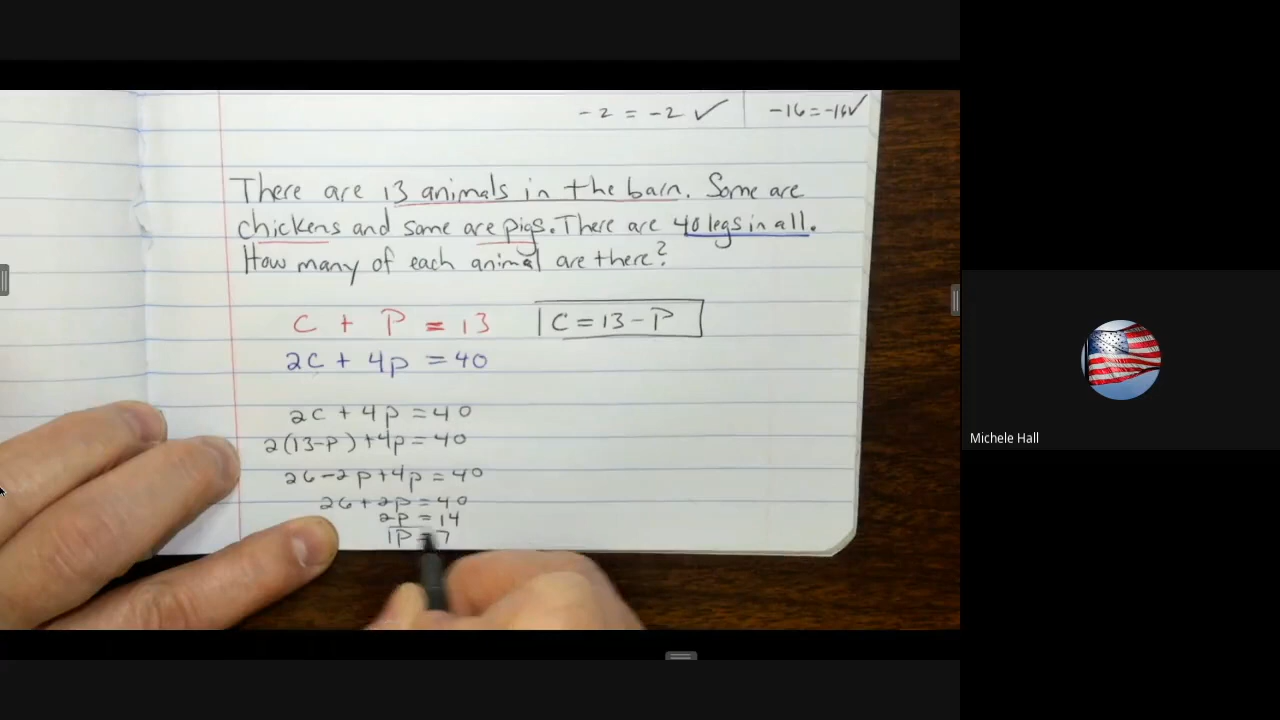 -2 = -2 ✓ -16=-16✓
There are 13 animals in the barn. Some are
chickens and some are pigs. There are 40 legs in all.
How many of each animal are there?
C + P = 13 C = 13 - P
2C + 4P = 40
2C + 4P = 40
2(13-P) + 4P = 40
26-2P+4P = 40
26+2P = 40
2P = 14
1P = 7
Michele Hall